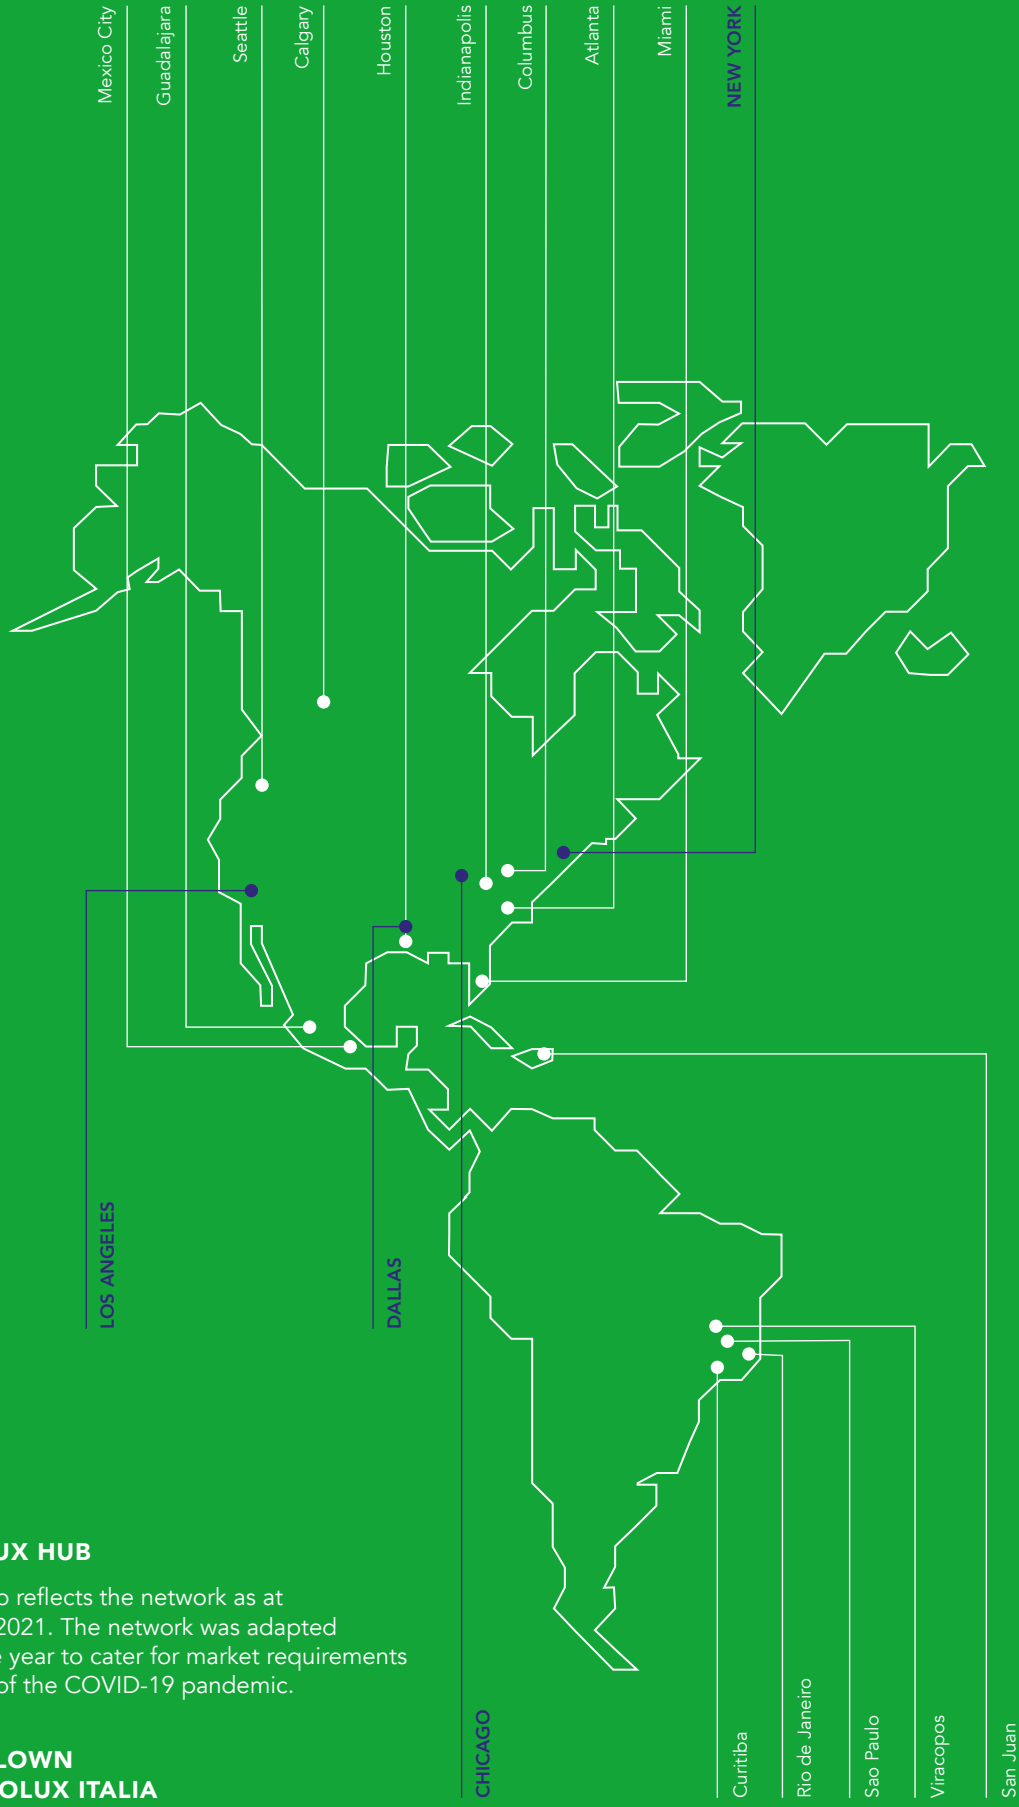 Mexico City
Guadalajara
Seattle
Calgary
Houston
Indianapolis
Columbus
Atlanta
Miami
NEW YORK
LOS ANGELES
DALLAS
UX HUB
reflects the network as at
2021. The network was adapted
year to cater for market requirements
of the COVID-19 pandemic.
LOWN
OLUX ITALIA
CHICAGO
Curitiba
Rio de Janeiro
Sao Paulo
Viracopos
San Juan